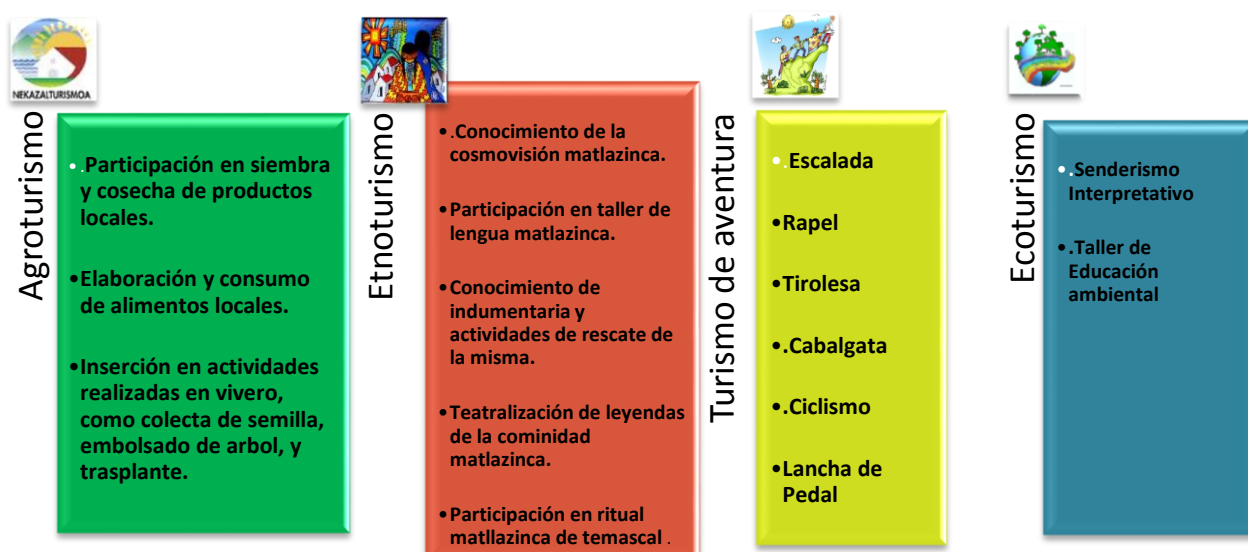 NEKAZALTURISMOA
Agroturismo
• .Participación en siembra
y cosecha de productos
locales.
•Elaboración y consumo
de alimentos locales.
•Inserción en actividades
realizadas en vivero,
como colecta de semilla,
embolsado de arbol, y
trasplante.
Etnoturismo
• .Conocimiento de la
cosmovisión matlazinca.
•Participación en taller de
lengua matlazinca.
•Conocimiento de
indumentaria y
actividades de rescate de
la misma.
•Teatralización de leyendas
de la cominidad
matlazinca.
•Participación en ritual
matllazinca de temascal .
Turismo de aventura
• .Escalada
•Rapel
•Tirolesa
•.Cabalgata
•.Ciclismo
•Lancha de
Pedal
Ecoturismo
•.Senderismo
Interpretativo
•.Taller de
Educación
ambiental